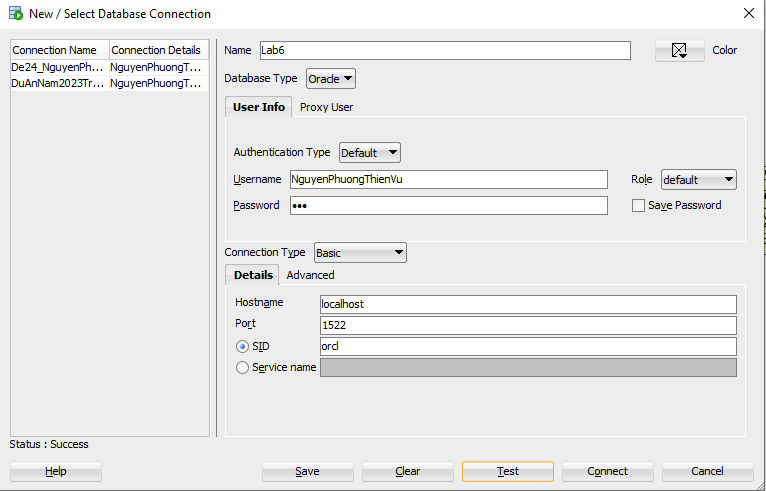 New / Select Database Connection
Connection Name Connection Details
De24_NguyenPh... NguyenPhuongT...
DuAnNam2023Tr... NguyenPhuongT...
Name Lab6 Color
Database Type Oracle
User Info Proxy User
Authentication Type Default
Username NguyenPhuongThienVu Role default
Password ••• Save Password
Connection Type Basic
Details Advanced
Hostname localhost
Port 1522
SID orcl
Service name
Status : Success
Help Save Clear Test Connect Cancel